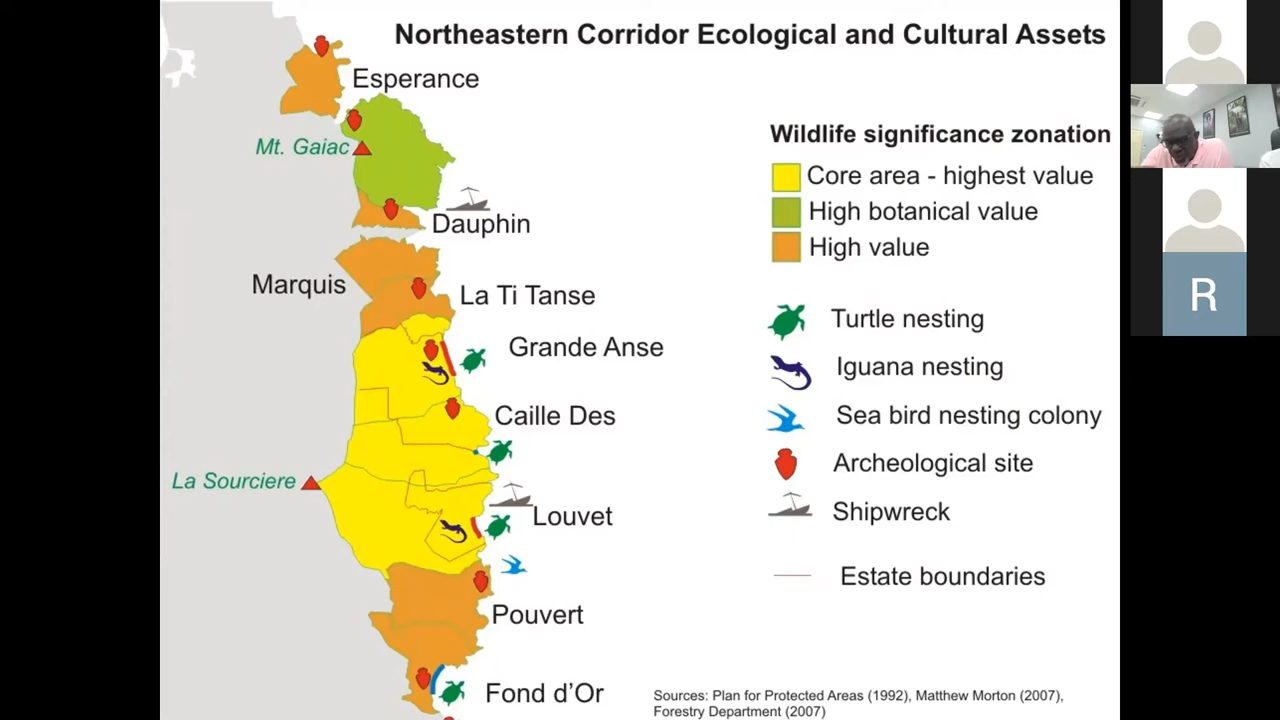 Northeastern Corridor Ecological and Cultural Assets
Esperance
Mt. Gaiac
Dauphin
Marquis
La Ti Tanse
Grande Anse
Caille Des
La Sourciere
Louvet
Pouvert
Fond d'Or
Wildlife significance zonation
Core area - highest value
High botanical value
High value
Turtle nesting
Iguana nesting
Sea bird nesting colony
Archeological site
Shipwreck
Estate boundaries
Sources: Plan for Protected Areas (1992), Matthew Morton (2007),
Forestry Department (2007)
R